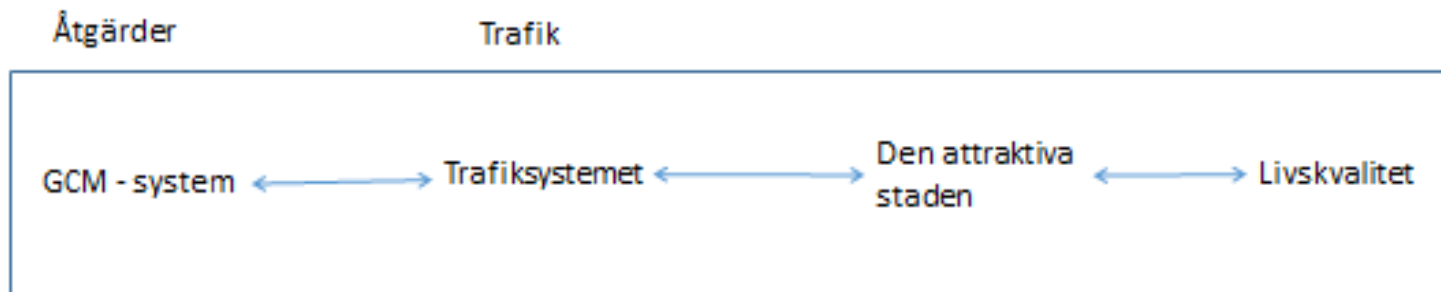 Åtgärder Trafik
GCM - system Trafiksystemet Den attraktiva
staden Livskvalitet